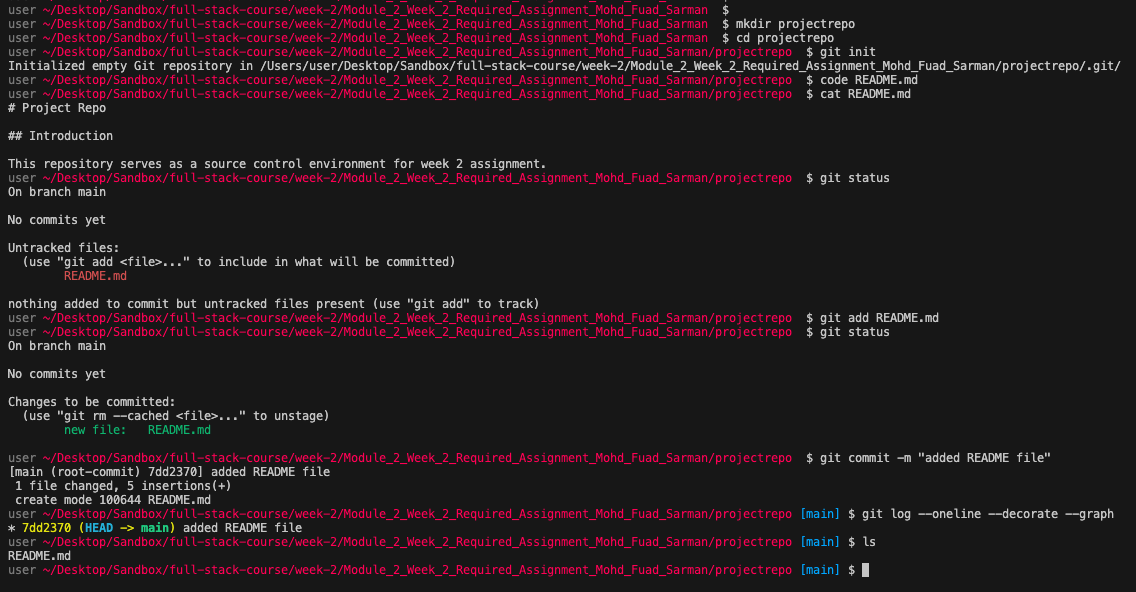 user ~/Desktop/Sandbox/full-stack-course/week-2/Module_2_Week_2_Required_Assignment_Mohd_Fuad_Sarman $
user ~/Desktop/Sandbox/full-stack-course/week-2/Module_2_Week_2_Required_Assignment_Mohd_Fuad_Sarman $ mkdir projectrepo
user ~/Desktop/Sandbox/full-stack-course/week-2/Module_2_Week_2_Required_Assignment_Mohd_Fuad_Sarman $ cd projectrepo
user ~/Desktop/Sandbox/full-stack-course/week-2/Module_2_Week_2_Required_Assignment_Mohd_Fuad_Sarman/projectrepo $ git init
Initialized empty Git repository in /Users/user/Desktop/Sandbox/full-stack-course/week-2/Module_2_Week_2_Required_Assignment_Mohd_Fuad_Sarman/projectrepo/.git/
user ~/Desktop/Sandbox/full-stack-course/week-2/Module_2_Week_2_Required_Assignment_Mohd_Fuad_Sarman/projectrepo $ code README.md
user ~/Desktop/Sandbox/full-stack-course/week-2/Module_2_Week_2_Required_Assignment_Mohd_Fuad_Sarman/projectrepo $ cat README.md
# Project Repo
## Introduction
This repository serves as a source control environment for week 2 assignment.
user ~/Desktop/Sandbox/full-stack-course/week-2/Module_2_Week_2_Required_Assignment_Mohd_Fuad_Sarman/projectrepo $ git status
On branch main
No commits yet
Untracked files:
(use "git add <file>..." to include in what will be committed)
README.md
nothing added to commit but untracked files present (use "git add" to track)
user ~/Desktop/Sandbox/full-stack-course/week-2/Module_2_Week_2_Required_Assignment_Mohd_Fuad_Sarman/projectrepo $ git add README.md
user ~/Desktop/Sandbox/full-stack-course/week-2/Module_2_Week_2_Required_Assignment_Mohd_Fuad_Sarman/projectrepo $ git status
On branch main
No commits yet
Changes to be committed:
(use "git rm --cached <file>..." to unstage)
new file: README.md
user ~/Desktop/Sandbox/full-stack-course/week-2/Module_2_Week_2_Required_Assignment_Mohd_Fuad_Sarman/projectrepo $ git commit -m "added README file"
[main (root-commit) 7dd2370] added README file
1 file changed, 5 insertions(+)
create mode 100644 README.md
user ~/Desktop/Sandbox/full-stack-course/week-2/Module_2_Week_2_Required_Assignment_Mohd_Fuad_Sarman/projectrepo [main] $ git log --oneline --decorate --graph
* 7dd2370 (HEAD -> main) added README file
user ~/Desktop/Sandbox/full-stack-course/week-2/Module_2_Week_2_Required_Assignment_Mohd_Fuad_Sarman/projectrepo [main] $ ls
README.md
user ~/Desktop/Sandbox/full-stack-course/week-2/Module_2_Week_2_Required_Assignment_Mohd_Fuad_Sarman/projectrepo [main] $